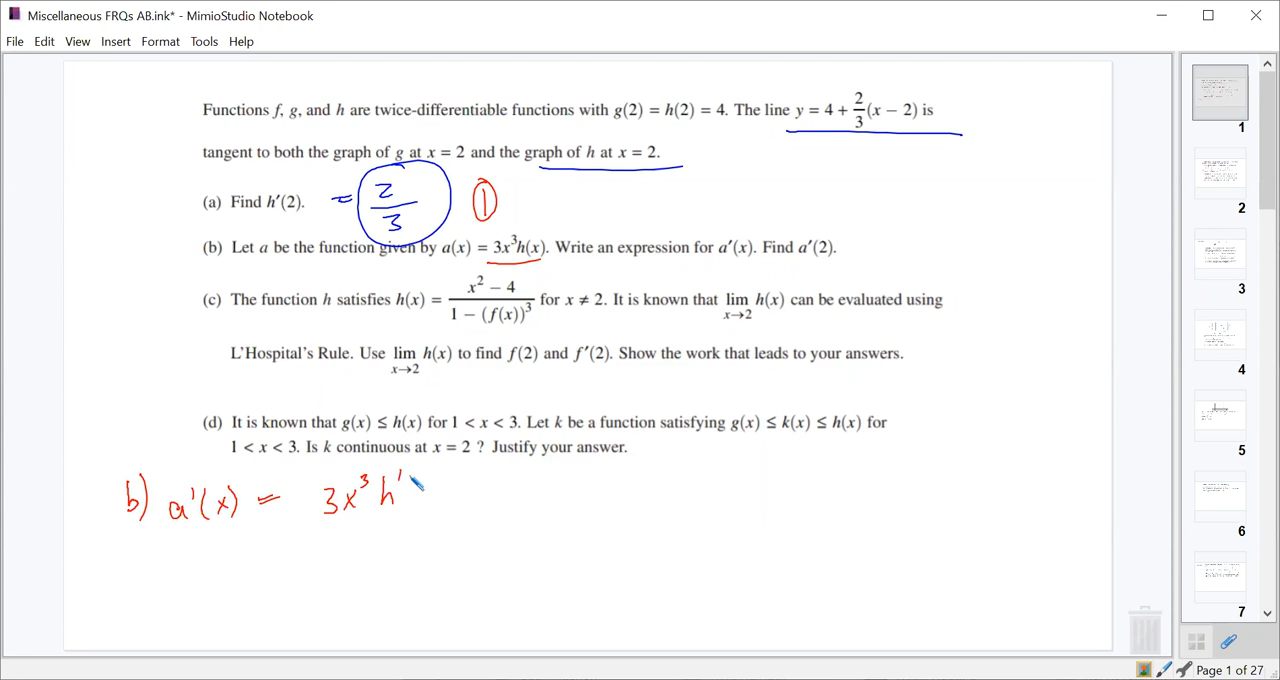 Miscellaneous FRQs AB.ink* - MimioStudio Notebook
File Edit View Insert Format Tools Help
Functions f, g, and h are twice-differentiable functions with g(2) = h(2) = 4. The line y = 4 + 2/3(x − 2) is
tangent to both the graph of g at x = 2 and the graph of h at x = 2.
(a) Find h′(2). = 2/3 1
(b) Let a be the function given by a(x) = 3x³h(x). Write an expression for a′(x). Find a′(2).
(c) The function h satisfies h(x) = (x² − 4)/(1 − (f(x))³) for x ≠ 2. It is known that lim x→2 h(x) can be evaluated using
L'Hospital's Rule. Use lim x→2 h(x) to find f(2) and f′(2). Show the work that leads to your answers.
(d) It is known that g(x) ≤ h(x) for 1 < x < 3. Let k be a function satisfying g(x) ≤ k(x) ≤ h(x) for
1 < x < 3. Is k continuous at x = 2 ? Justify your answer.
b) a'(x) = 3x³ h'
1
2
3
4
5
6
7
Page 1 of 27